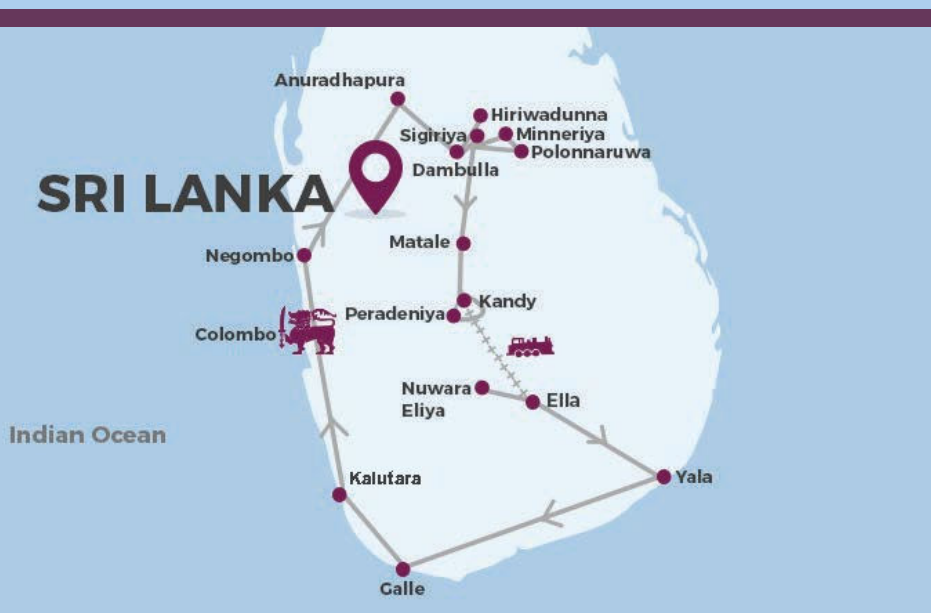 Anuradhapura
Hiriwadunna
Sigiriya
Minneriya
Polonnaruwa
Dambulla
SRI LANKA
Matale
Negombo
Kandy
Peradeniya
Colombo
Nuwara
Eliya
Ella
Indian Ocean
Kalutara
Yala
Galle